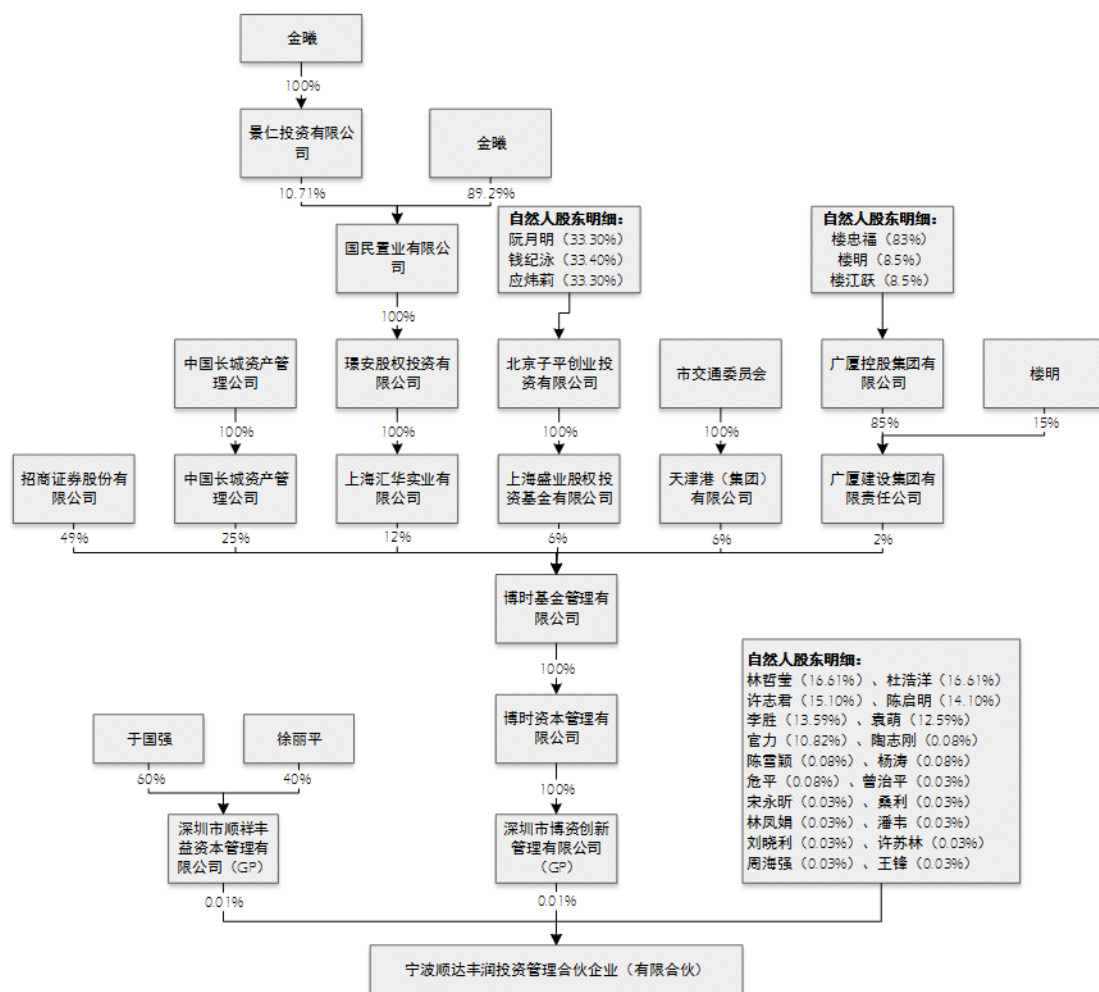 金曦
100%
景仁投资有限公
司
金曦
10.71%
89.29%
国民置业有限公
司
自然人股东明细：
阮月明（33.30%）
钱纪泳（33.40%）
应炜莉（33.30%）
自然人股东明细：
楼忠福（83%）
楼明（8.5%）
楼江跃（8.5%）
100%
中国长城资产管
理公司
璟安股权投资有
限公司
北京子平创业投
资有限公司
市交通委员会
广厦控股集团有
限公司
楼明
100%
100%
100%
100%
85%
15%
招商证券股份有
限公司
中国长城资产管
理公司
上海汇华实业有
限公司
上海盛业股权投
资基金有限公司
天津港（集团）
有限公司
广厦建设集团有
限责任公司
49%
25%
12%
6%
6%
2%
博时基金管理有
限公司
100%
博时资本管理有
限公司
自然人股东明细：
林哲莹（16.61%）、杜浩洋（16.61%）
许志君（15.10%）、陈启明（14.10%）
李胜（13.59%）、袁萌（12.59%）
官力（10.82%）、陶志刚（0.08%）
陈雪颖（0.08%）、杨涛（0.08%）
危平（0.08%）、曾治平（0.03%）
宋永昕（0.03%）、桑利（0.03%）
林凤娟（0.03%）、潘韦（0.03%）
刘晓利（0.03%）、许苏林（0.03%）
周海强（0.03%）、王锋（0.03%）
于国强
徐丽平
60%
40%
100%
深圳市顺祥丰
益资本管理有
限公司（GP）
深圳市博资创新
管理有限公司
（GP）
0.01%
0.01%
宁波顺达丰润投资管理合伙企业（有限合伙）